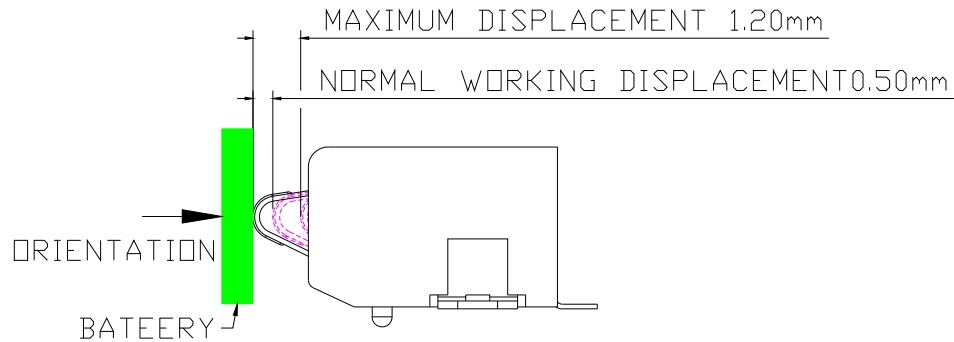 MAXIMUM DISPLACEMENT 1.20mm
NORMAL WORKING DISPLACEMENT0.50mm
ORIENTATION
BATEERY